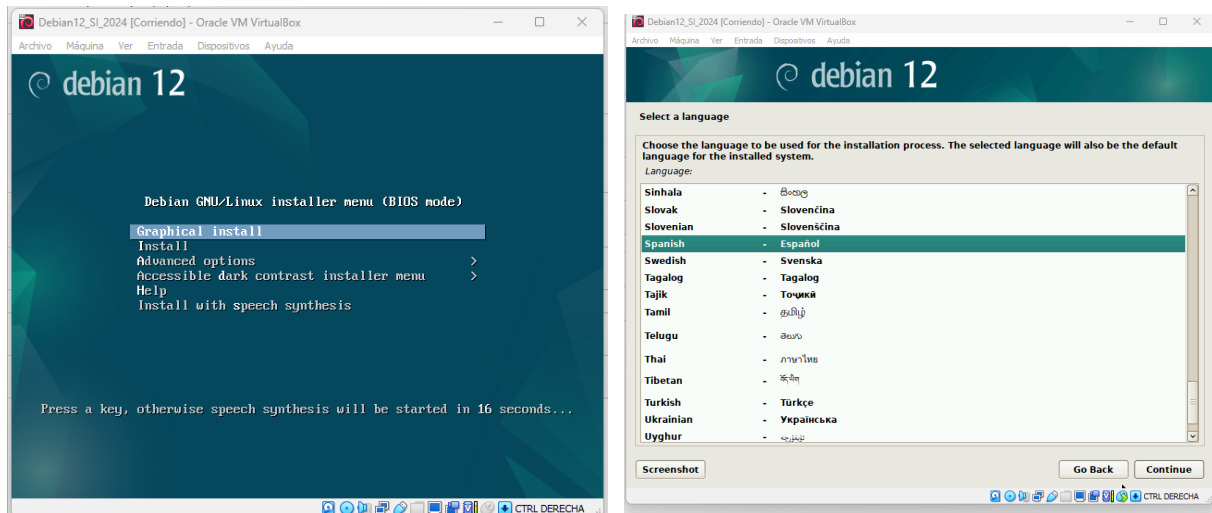 Debian12_SI_2024 [Corriendo] - Oracle VM VirtualBox
Archivo Máquina Ver Entrada Dispositivos Ayuda
debian 12
Debian GNU/Linux installer menu (BIOS mode)
Graphical install
Install
Advanced options >
Accessible dark contrast installer menu >
Help
Install with speech synthesis
Press a key, otherwise speech synthesis will be started in 16 seconds...
CTRL DERECHA
Debian12_SI_2024 [Corriendo] - Oracle VM VirtualBox
Archivo Máquina Ver Entrada Dispositivos Ayuda
debian 12
Select a language
Choose the language to be used for the installation process. The selected language will also be the default
language for the installed system.
Language:
Sinhala - සිංහල
Slovak - Slovenčina
Slovenian - Slovenščina
Spanish - Español
Swedish - Svenska
Tagalog - Tagalog
Tajik - Тоҷикӣ
Tamil - தமிழ்
Telugu - తెలుగు
Thai - ภาษาไทย
Tibetan - བོད་ཡིག
Turkish - Türkçe
Ukrainian - Українська
Uyghur - ئۇيغۇرچە
Screenshot
Go Back Continue
CTRL DERECHA